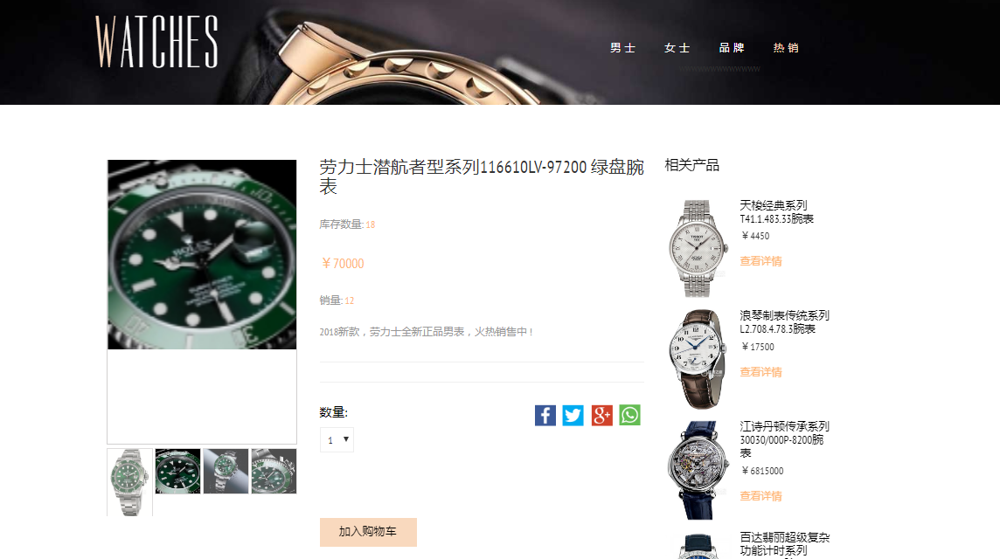 WATCHES
男士
女士
品牌
热销
劳力士潜航者型系列116610LV-97200 绿盘腕
表
库存数量: 18
￥70000
销量: 12
2018新款，劳力士全新正品男表，火热销售中！
数量:
1
加入购物车
相关产品
天梭经典系列
T41.1.483.33腕表
￥4450
查看详情
浪琴制表传统系列
L2.708.4.78.3腕表
￥17500
查看详情
江诗丹顿传承系列
30030/000P-8200腕
表
￥6815000
查看详情
百达翡丽超级复杂
功能计时系列